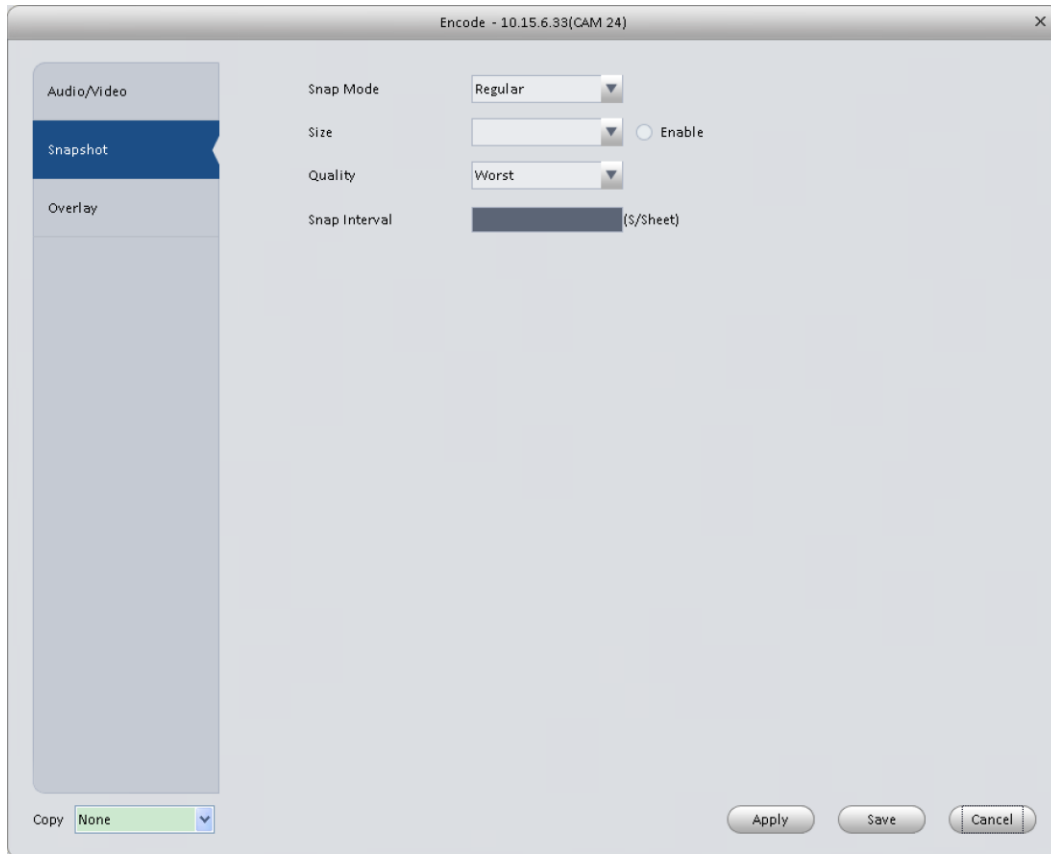 Encode - 10.15.6.33(CAM 24)
Audio/Video
Snapshot
Overlay
Snap Mode Regular
Size Enable
Quality Worst
Snap Interval (S/Sheet)
Copy None Apply Save Cancel